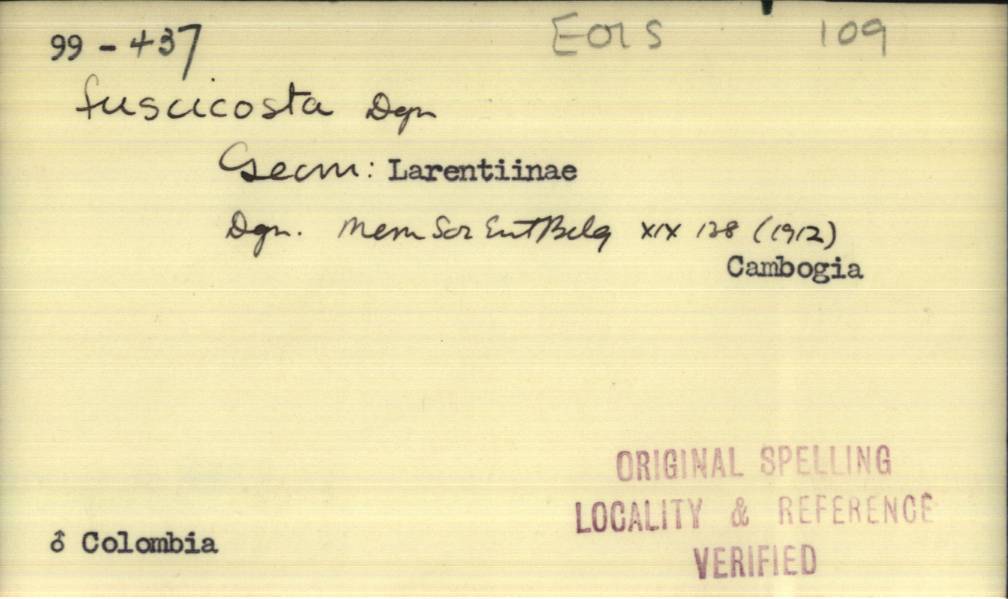 99 - 437 Eois 109
fuscicosta Dgn
Geom: Larentiinae
Dgn. Mem Soc Ent Belg XIX 128 (1912)
Cambogia
ORIGINAL SPELLING
LOCALITY & REFERENCE
♂ Colombia
VERIFIED